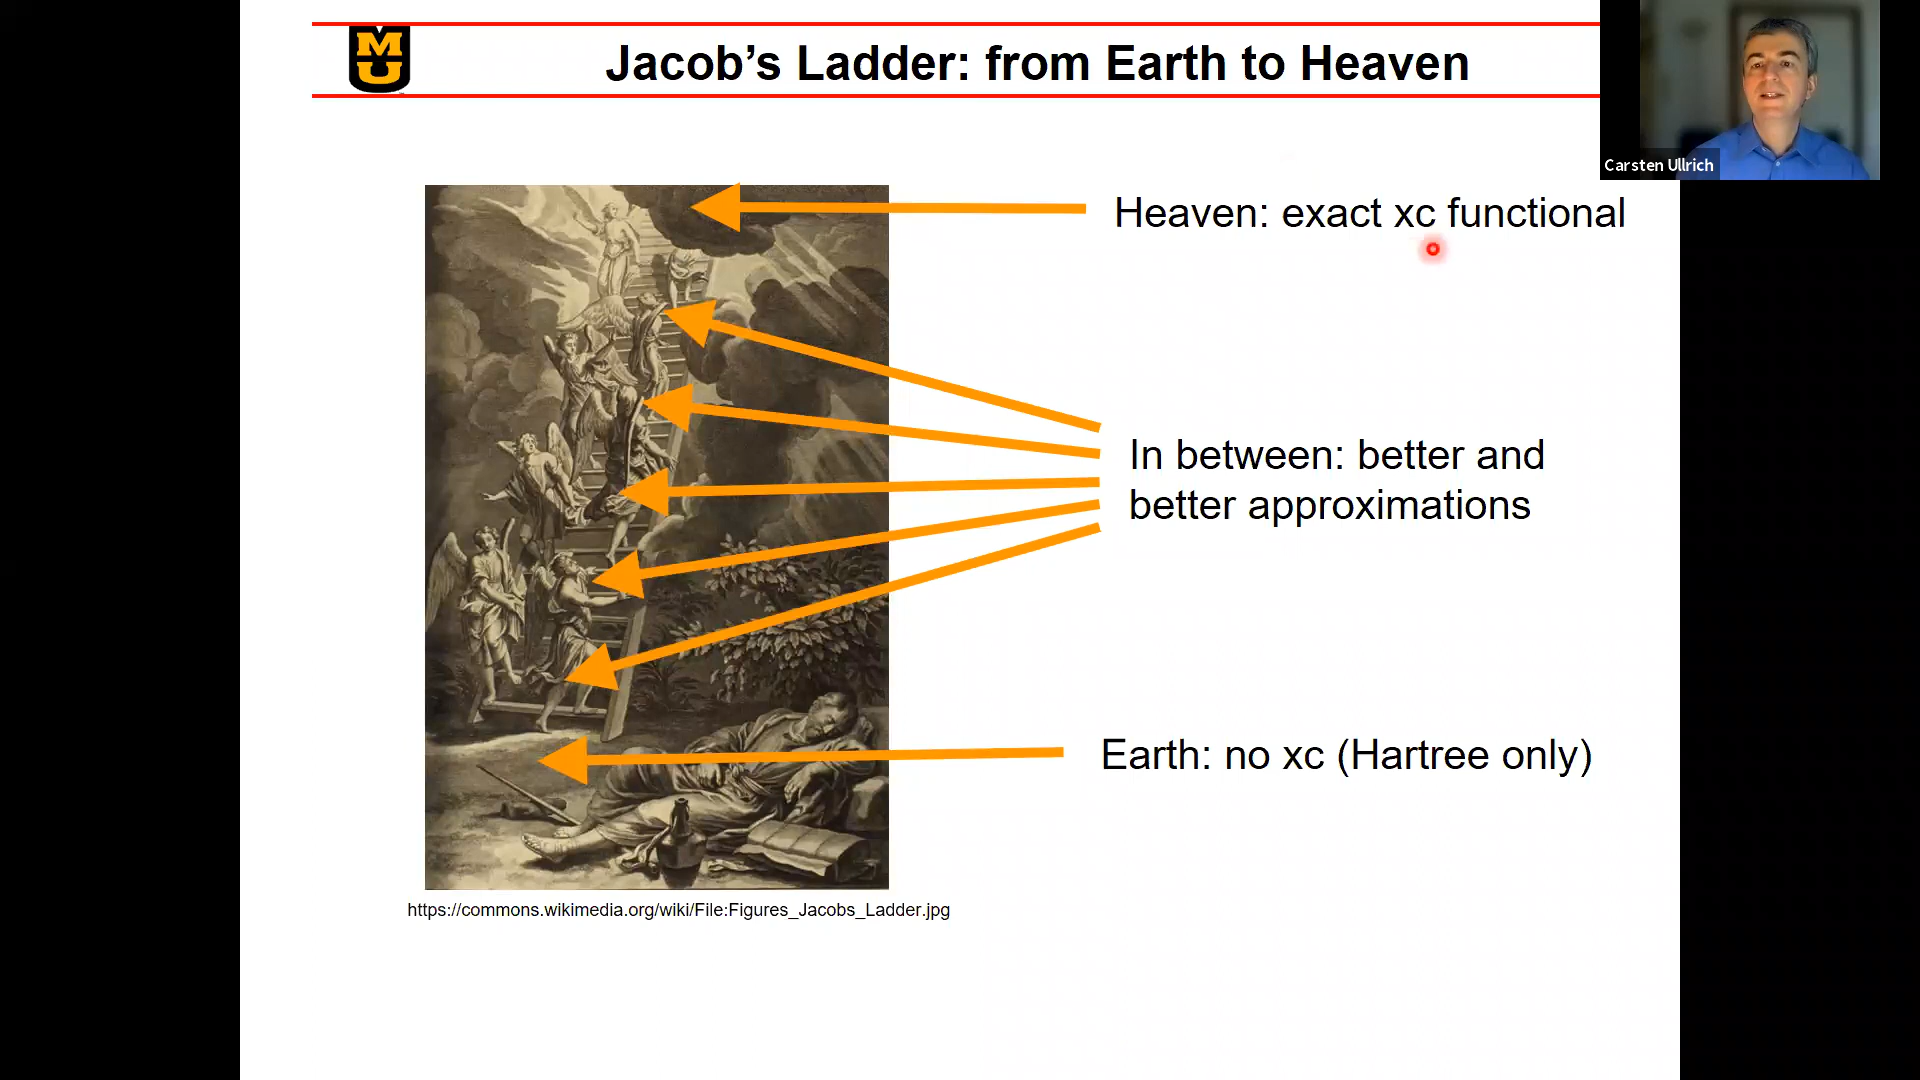 MU
Jacob’s Ladder: from Earth to Heaven
Carsten Ullrich
Heaven: exact xc functional
In between: better and
better approximations
Earth: no xc (Hartree only)
https://commons.wikimedia.org/wiki/File:Figures_Jacobs_Ladder.jpg